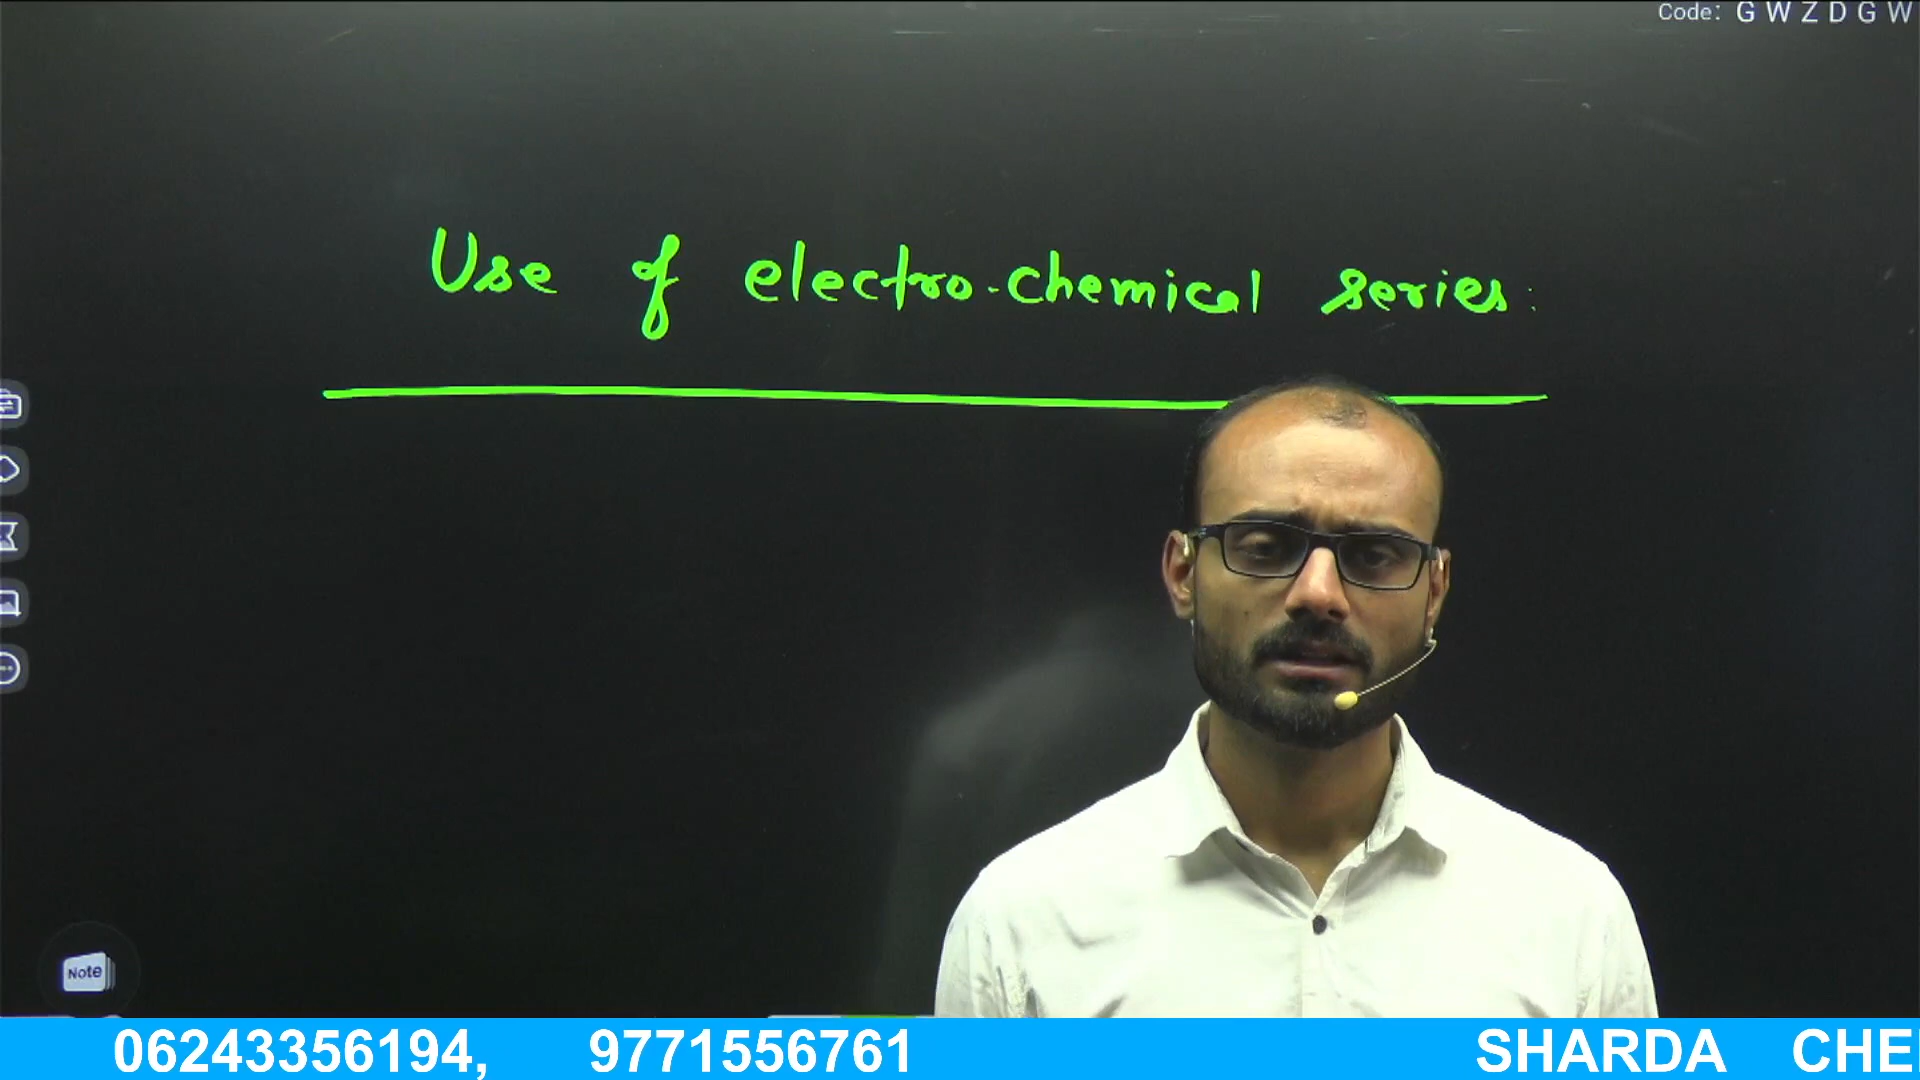 Code: G W Z D G W
Use of electro-chemical series:
Note
06243356194, 9771556761 SHARDA CHE